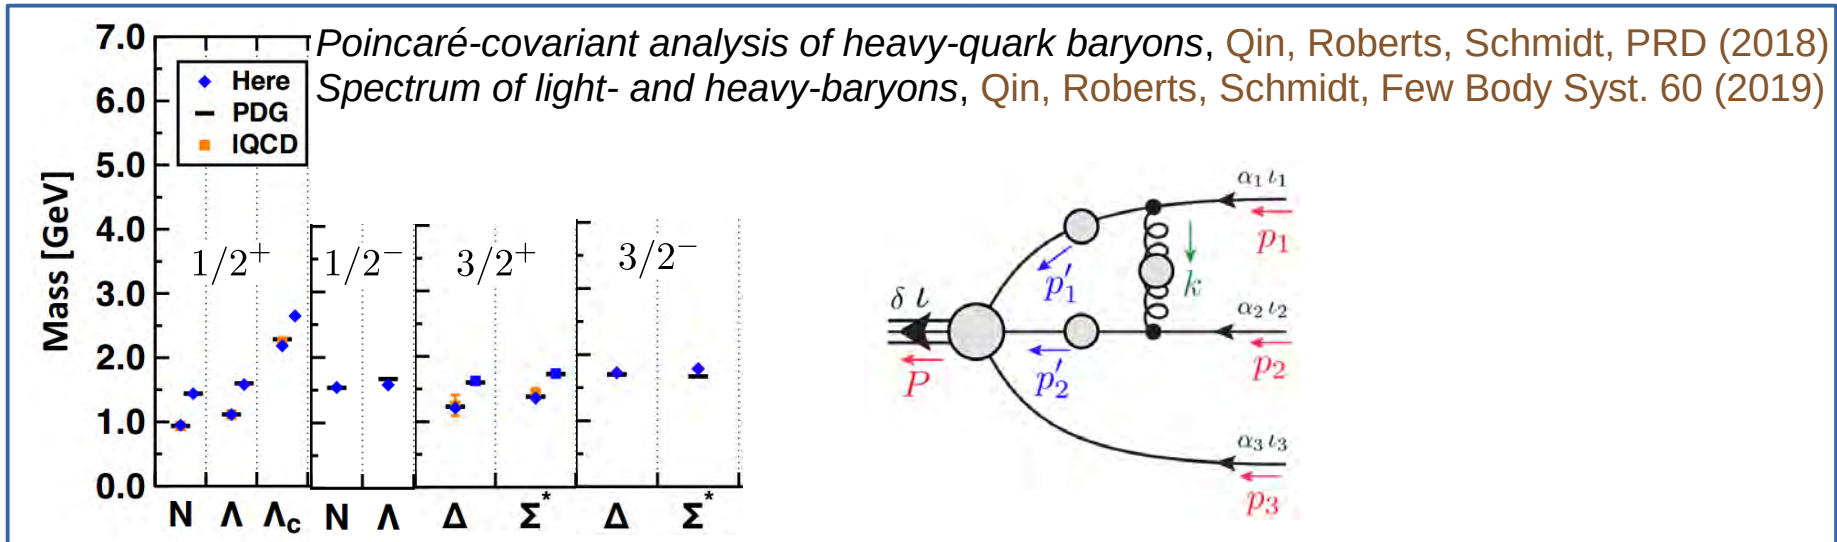 Poincaré-covariant analysis of heavy-quark baryons, Qin, Roberts, Schmidt, PRD (2018)
Spectrum of light- and heavy-baryons, Qin, Roberts, Schmidt, Few Body Syst. 60 (2019)
Mass [GeV]
7.0
6.0
5.0
4.0
3.0
2.0
1.0
0.0
Here
PDG
lQCD
1/2⁺ 1/2⁻ 3/2⁺ 3/2⁻
N Λ Λc N Λ Δ Σ* Δ Σ*
α₁ ι₁
p₁
p′₁
k
δ ι
α₂ ι₂
P
p′₂
p₂
α₃ ι₃
p₃